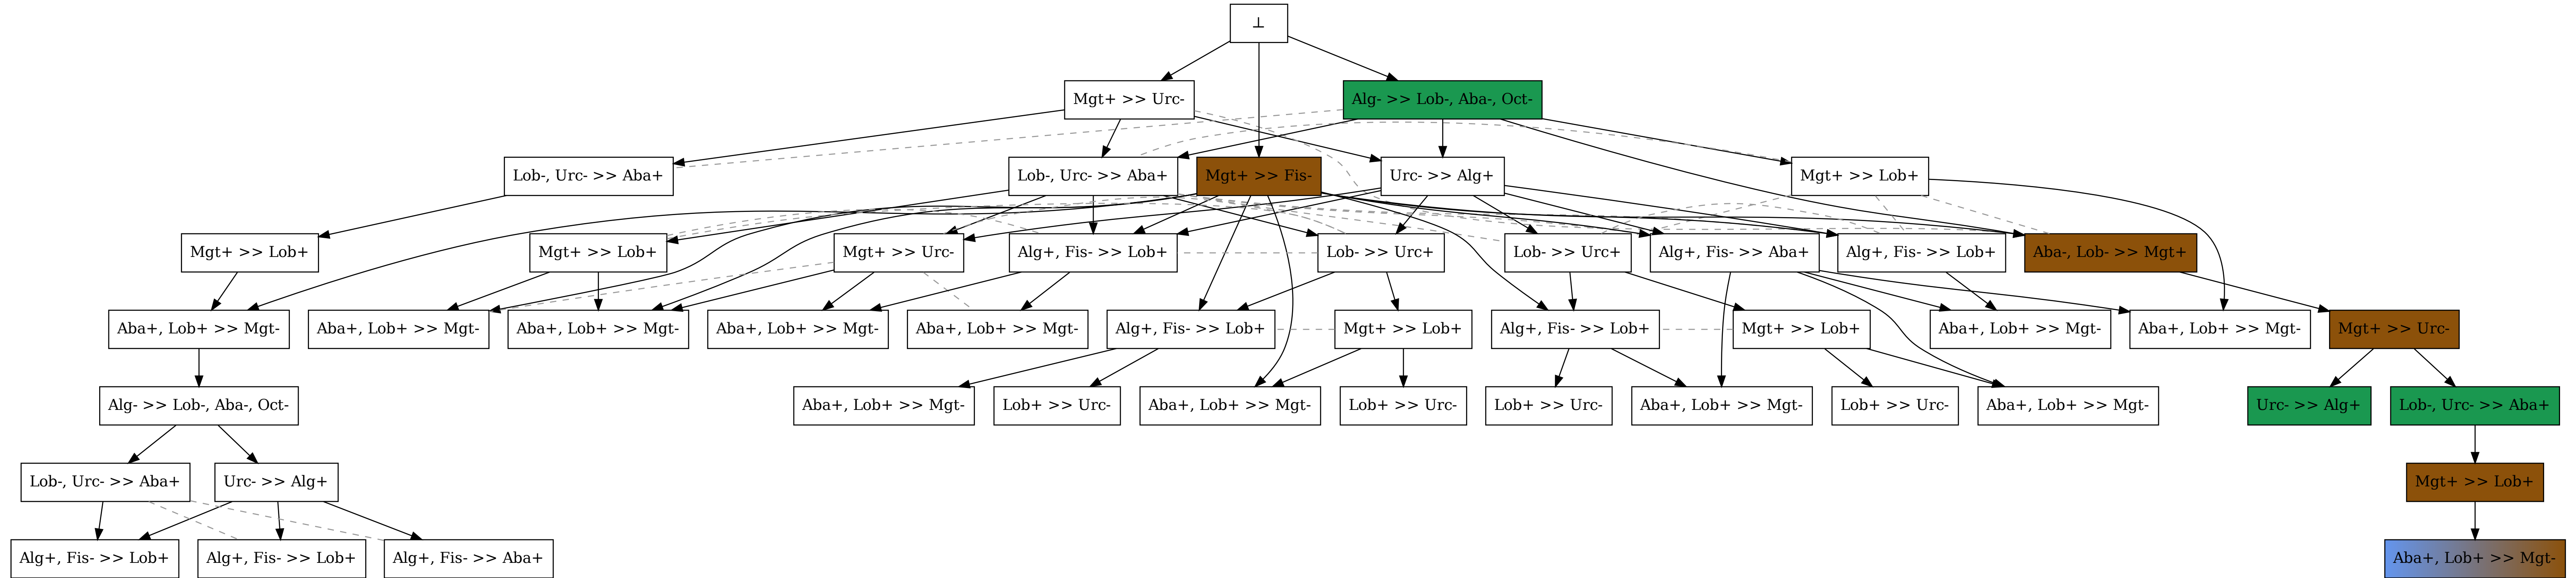 ⊥
Mgt+ >> Urc-
Alg- >> Lob-, Aba-, Oct-
Lob-, Urc- >> Aba+
Lob-, Urc- >> Aba+
Mgt+ >> Fis-
Urc- >> Alg+
Mgt+ >> Lob+
Mgt+ >> Lob+
Mgt+ >> Lob+
Mgt+ >> Urc-
Alg+, Fis- >> Lob+
Lob- >> Urc+
Lob- >> Urc+
Alg+, Fis- >> Aba+
Alg+, Fis- >> Lob+
Aba-, Lob- >> Mgt+
Aba+, Lob+ >> Mgt-
Aba+, Lob+ >> Mgt-
Aba+, Lob+ >> Mgt-
Aba+, Lob+ >> Mgt-
Aba+, Lob+ >> Mgt-
Alg+, Fis- >> Lob+
Mgt+ >> Lob+
Alg+, Fis- >> Lob+
Mgt+ >> Lob+
Aba+, Lob+ >> Mgt-
Aba+, Lob+ >> Mgt-
Mgt+ >> Urc-
Alg- >> Lob-, Aba-, Oct-
Aba+, Lob+ >> Mgt-
Lob+ >> Urc-
Aba+, Lob+ >> Mgt-
Lob+ >> Urc-
Lob+ >> Urc-
Aba+, Lob+ >> Mgt-
Lob+ >> Urc-
Aba+, Lob+ >> Mgt-
Urc- >> Alg+
Lob-, Urc- >> Aba+
Lob-, Urc- >> Aba+
Urc- >> Alg+
Mgt+ >> Lob+
Alg+, Fis- >> Lob+
Alg+, Fis- >> Lob+
Alg+, Fis- >> Aba+
Aba+, Lob+ >> Mgt-